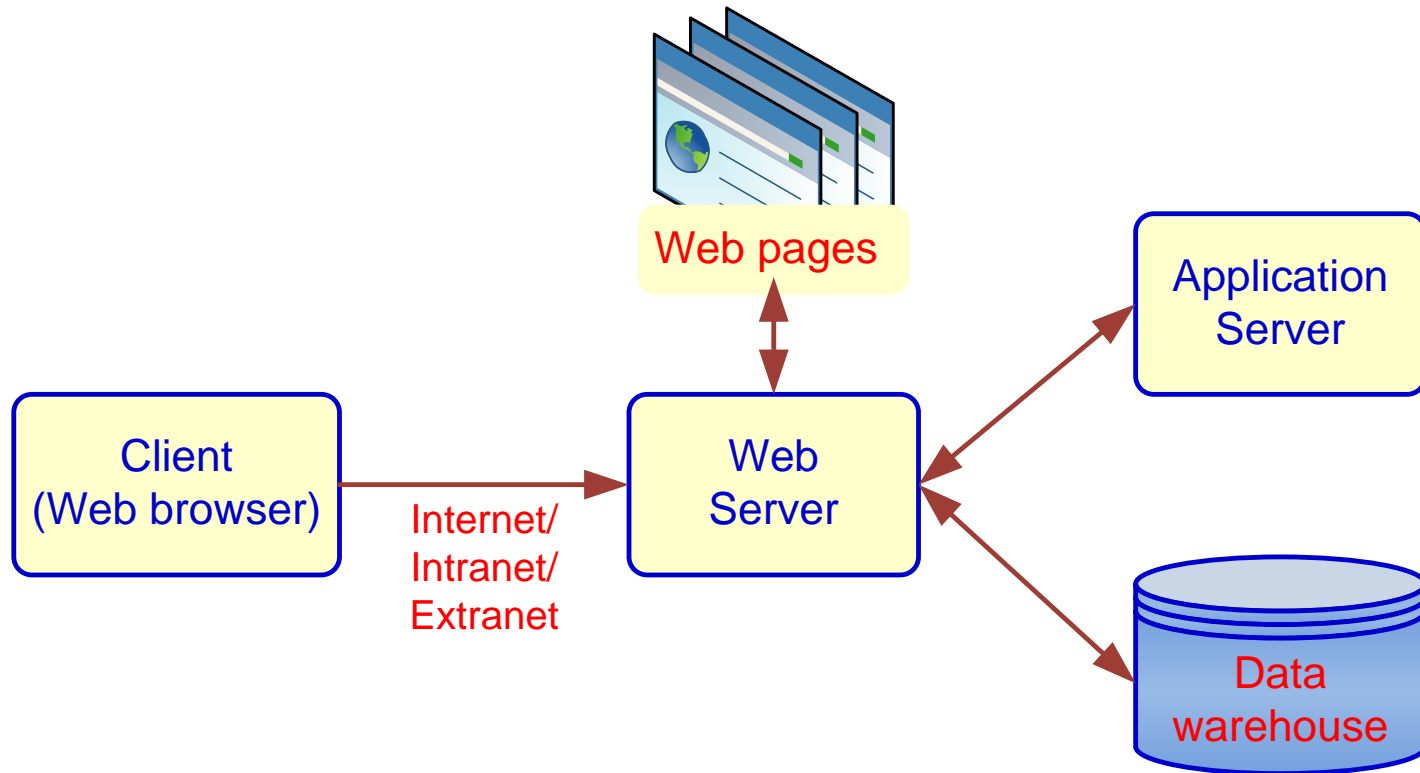 Web pages
Application
Server
Client
(Web browser)
Internet/
Intranet/
Extranet
Web
Server
Data
warehouse